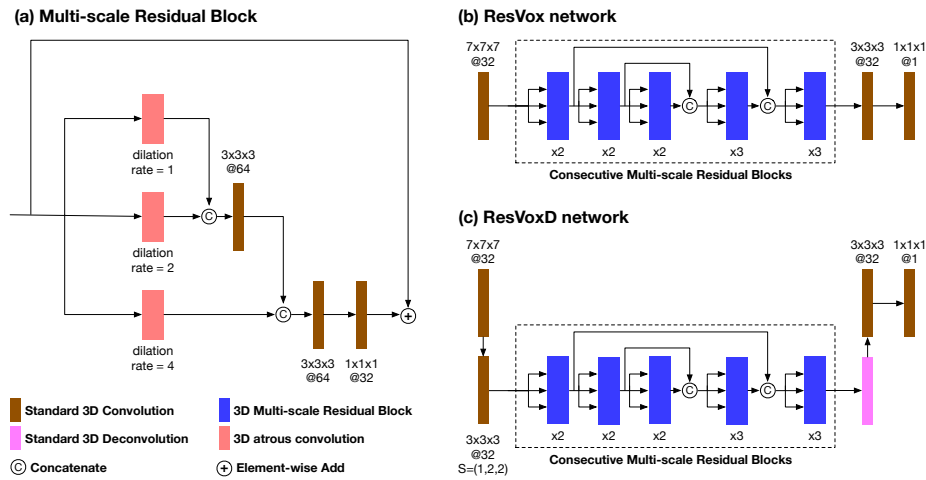 (a) Multi-scale Residual Block
dilation
rate = 1
3x3x3
@64
C
dilation
rate = 2
C
dilation
rate = 4
3x3x3
@64
1x1x1
@32
+
Standard 3D Convolution
3D Multi-scale Residual Block
Standard 3D Deconvolution
3D atrous convolution
C Concatenate
+ Element-wise Add
(b) ResVox network
7x7x7
@32
3x3x3
@32
1x1x1
@1
C
C
x2
x2
x2
x3
x3
Consecutive Multi-scale Residual Blocks
(c) ResVoxD network
7x7x7
@32
3x3x3
@32
1x1x1
@1
C
C
x2
x2
x2
x3
x3
3x3x3
@32
S=(1,2,2)
Consecutive Multi-scale Residual Blocks